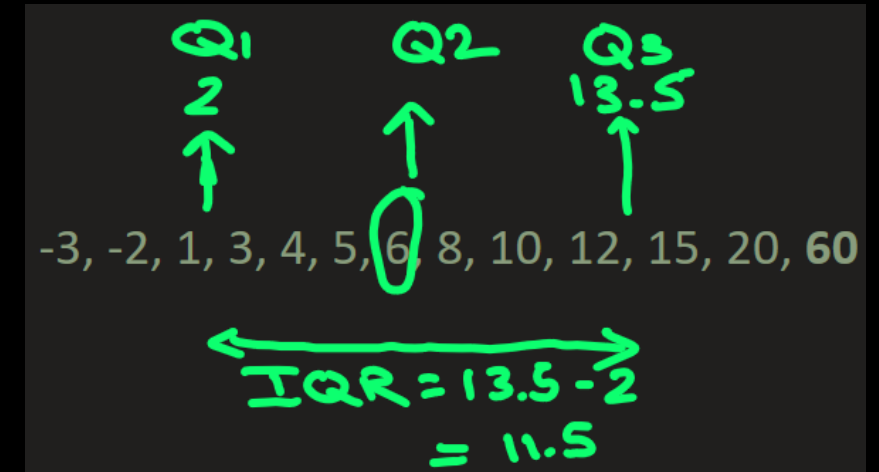 Q1 Q2 Q3
2 13.5
-3, -2, 1, 3, 4, 5, 6, 8, 10, 12, 15, 20, 60
IQR = 13.5 - 2
= 11.5